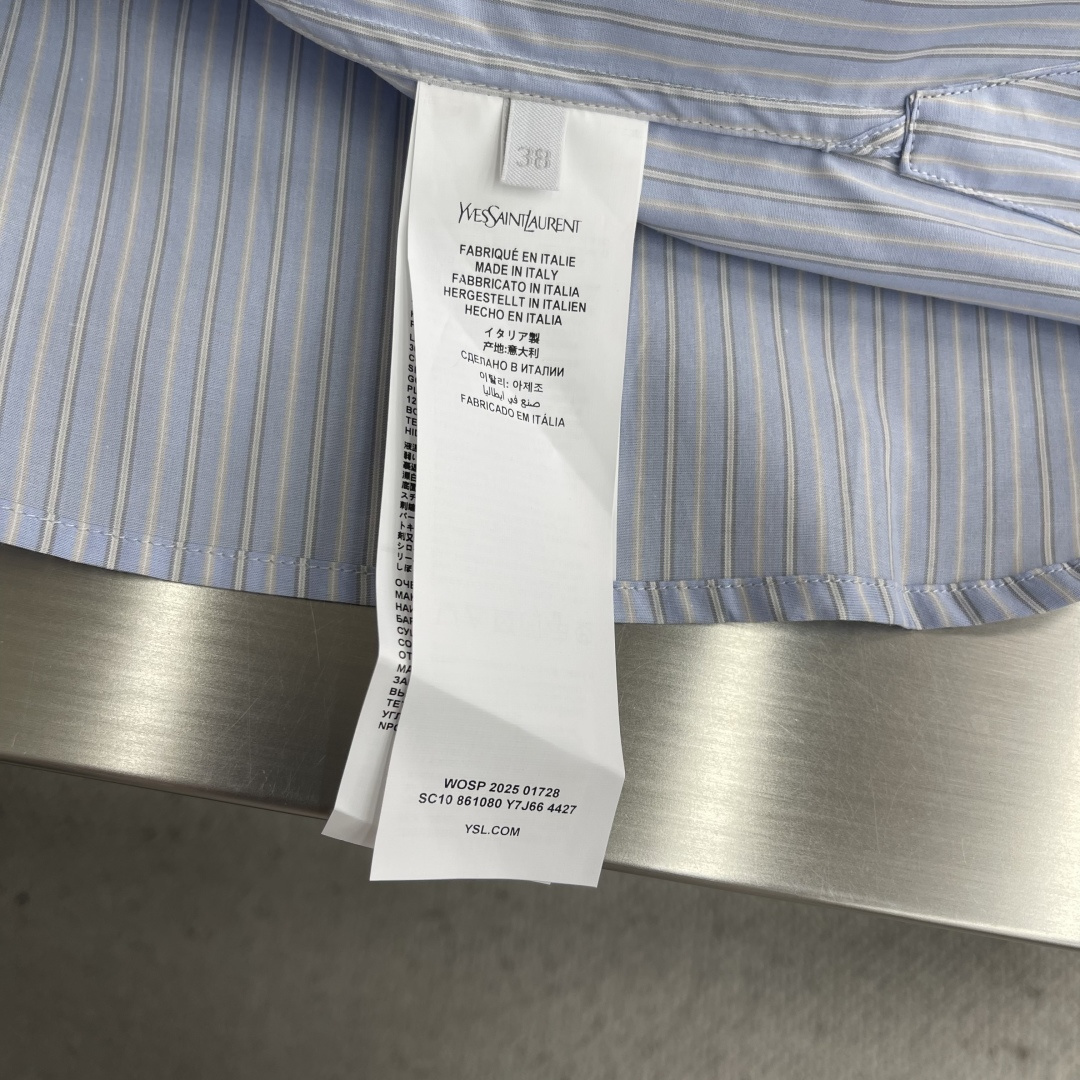 38
YVESSAINTLAURENT
FABRIQUÉ EN ITALIE
MADE IN ITALY
FABBRICATO IN ITALIA
HERGESTELLT IN ITALIEN
HECHO EN ITALIA
イタリア製
产地:意大利
СДЕЛАНО В ИТАЛИИ
이탈리: 아제조
صنع في ايطاليا
FABRICADO EM ITÁLIA
WOSP 2025 01728
SC10 861080 Y7J66 4427
YSL.COM